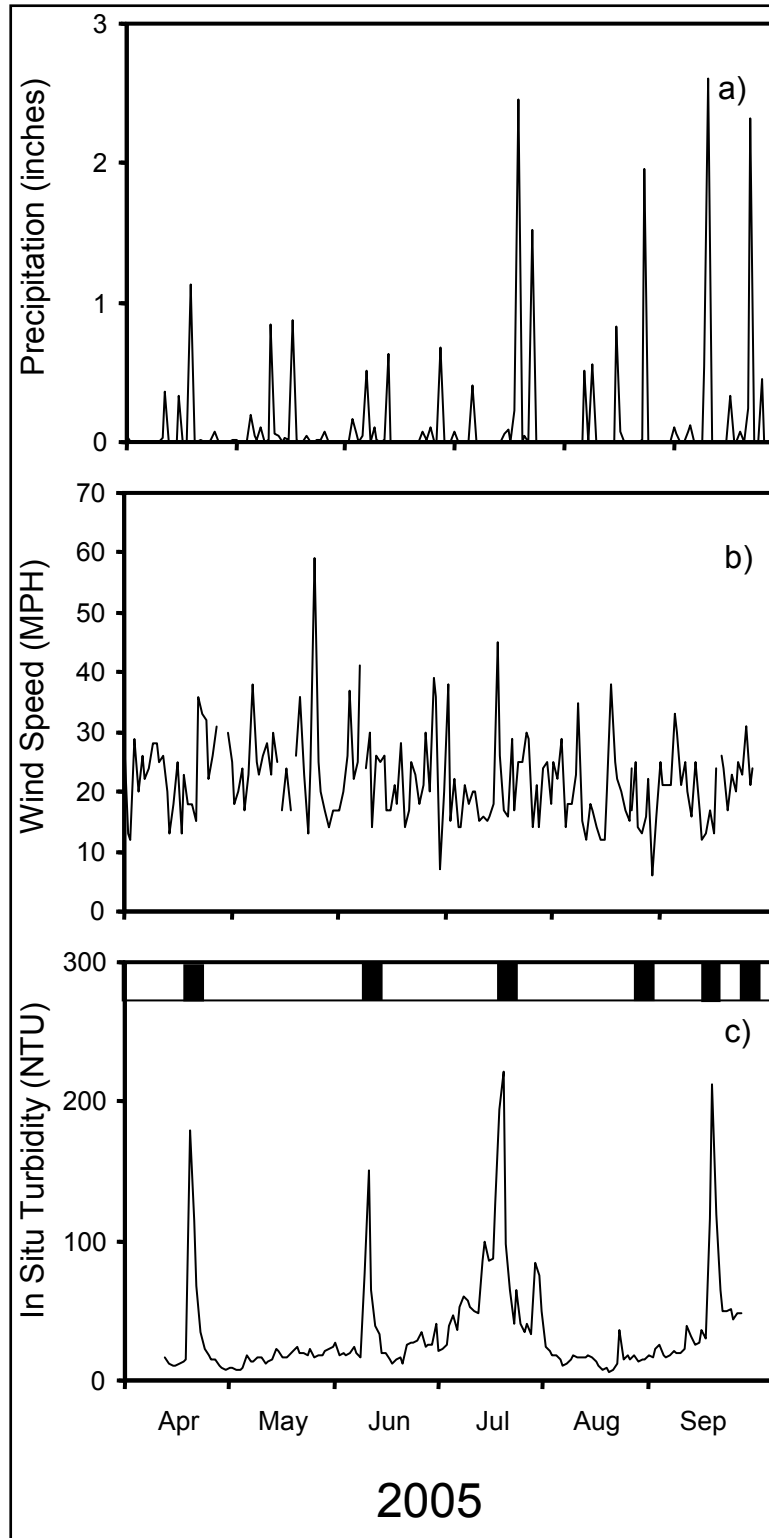 a)
Precipitation (inches)
3
2
1
0
b)
Wind Speed (MPH)
70
60
50
40
30
20
10
0
c)
In Situ Turbidity (NTU)
300
200
100
0
Apr May Jun Jul Aug Sep
2005